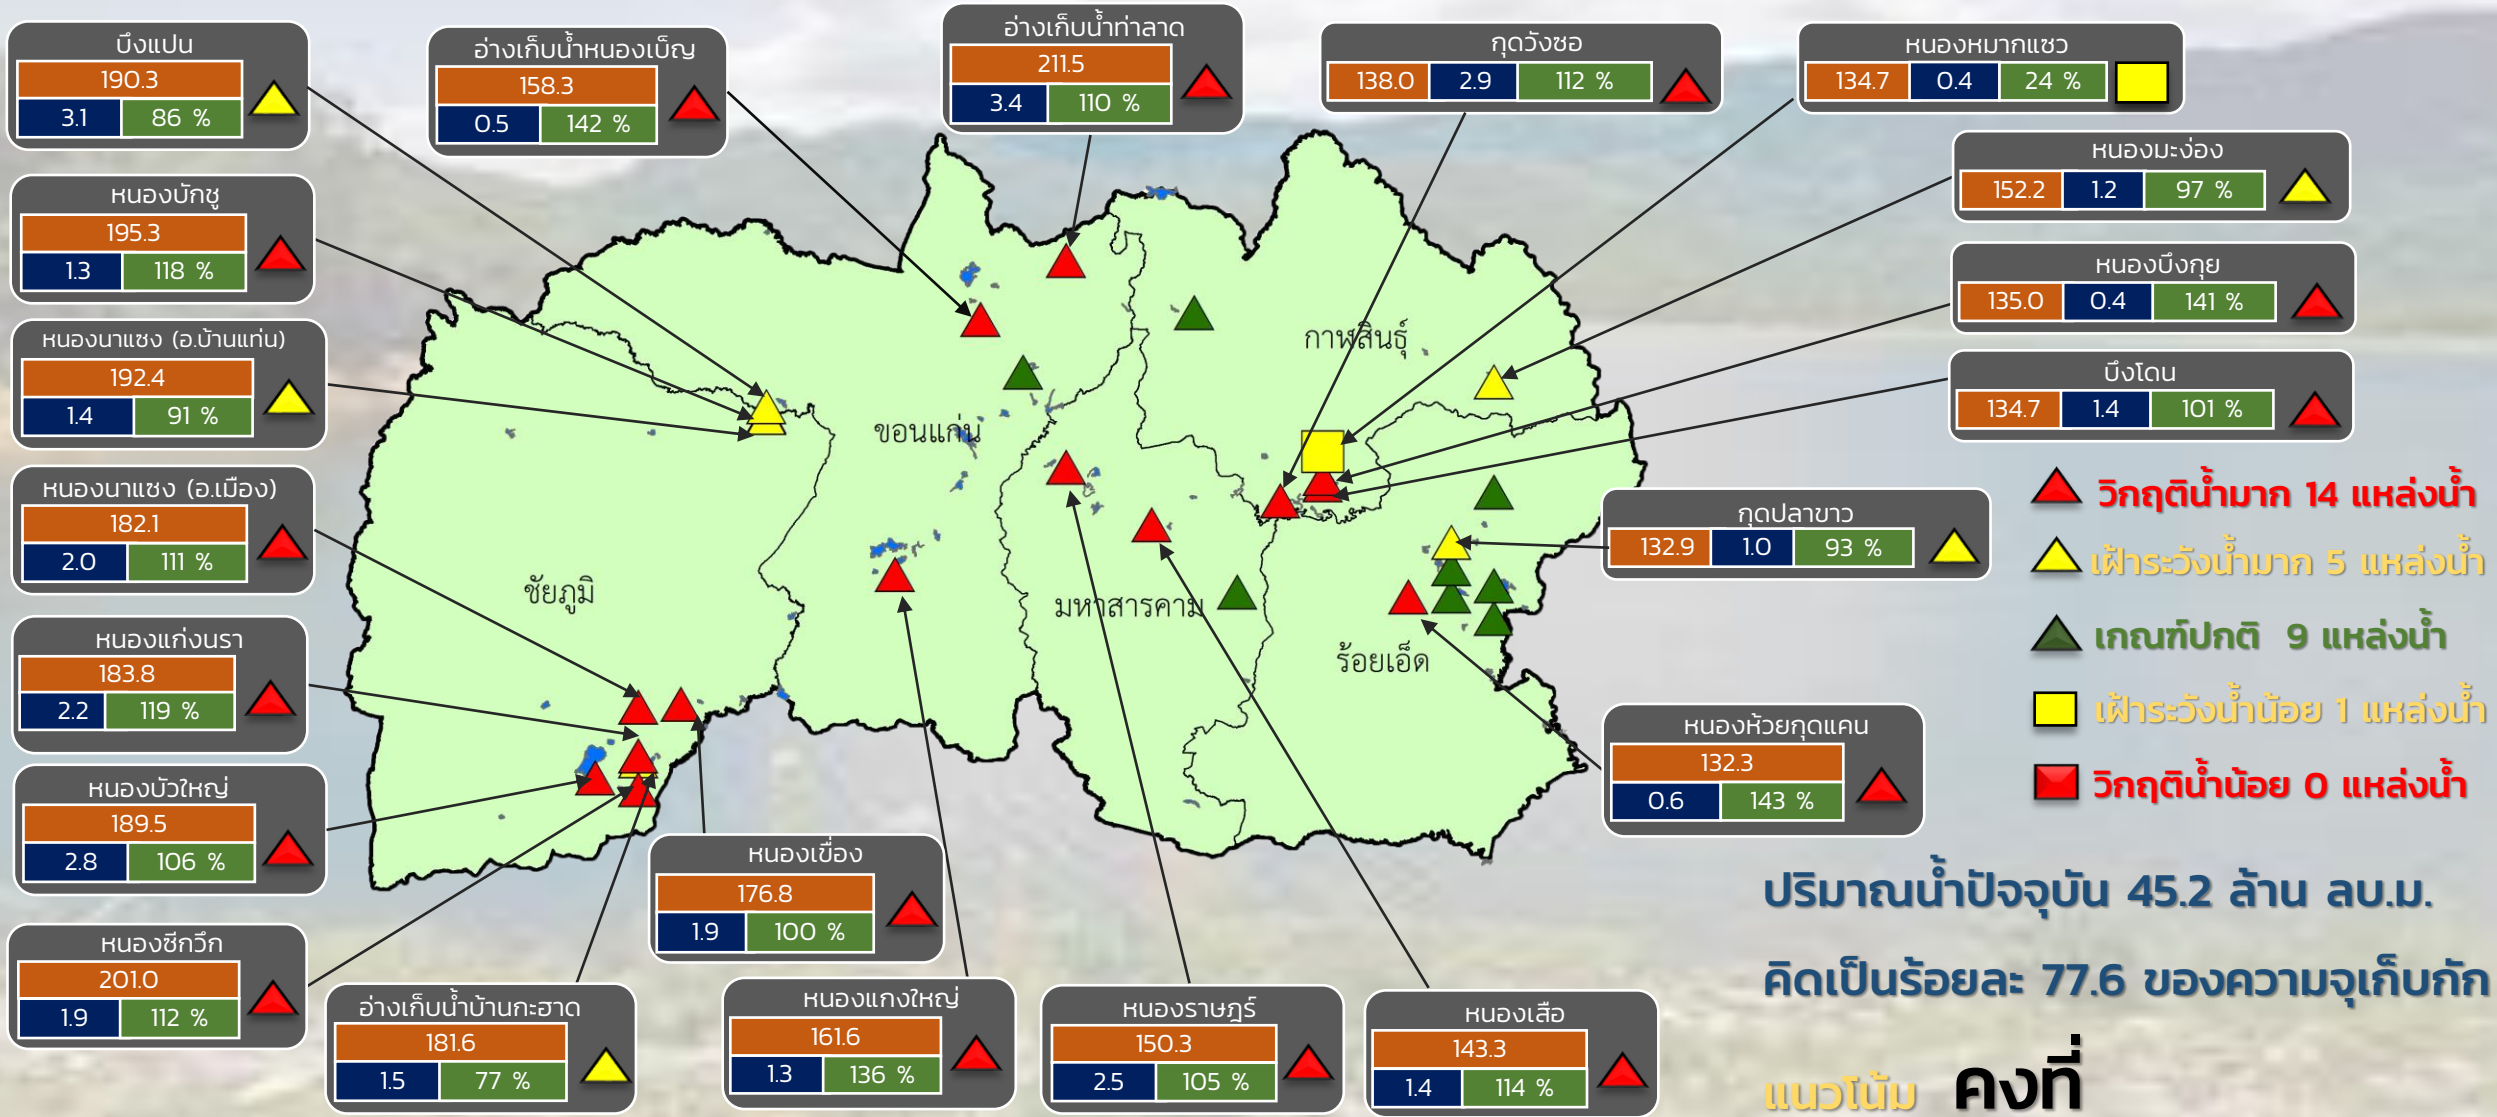 บึงแปน
190.3
3.1 86 %
อ่างเก็บน้ำหนองเบ็ญ
158.3
0.5 142 %
อ่างเก็บน้ำท่าลาด
211.5
3.4 110 %
กุดวังซอ
138.0 2.9 112 %
หนองหมากแซว
134.7 0.4 24 %
หนองบักชู
195.3
1.3 118 %
หนองมะง่อง
152.2 1.2 97 %
หนองบึงกุย
135.0 0.4 141 %
หนองนาแซง (อ.บ้านแท่น)
192.4
1.4 91 %
บึงโดน
134.7 1.4 101 %
กาฬสินธุ์
ขอนแก่น
ชัยภูมิ
มหาสารคาม
ร้อยเอ็ด
หนองนาแซง (อ.เมือง)
182.1
2.0 111 %
กุดปลาขาว
132.9 1.0 93 %
วิกฤติน้ำมาก 14 แหล่งน้ำ
เฝ้าระวังน้ำมาก 5 แหล่งน้ำ
เกณฑ์ปกติ 9 แหล่งน้ำ
เฝ้าระวังน้ำน้อย 1 แหล่งน้ำ
วิกฤติน้ำน้อย 0 แหล่งน้ำ
หนองแก่งนรา
183.8
2.2 119 %
หนองห้วยกุดแคน
132.3
0.6 143 %
หนองบัวใหญ่
189.5
2.8 106 %
หนองเขื่อง
176.8
1.9 100 %
หนองซีกวึก
201.0
1.9 112 %
อ่างเก็บน้ำบ้านกะฮาด
181.6
1.5 77 %
หนองแกงใหญ่
161.6
1.3 136 %
หนองราษฎร์
150.3
2.5 105 %
หนองเสือ
143.3
1.4 114 %
ปริมาณน้ำปัจจุบัน 45.2 ล้าน ลบ.ม.
คิดเป็นร้อยละ 77.6 ของความจุเก็บกัก
แนวโน้ม คงที่